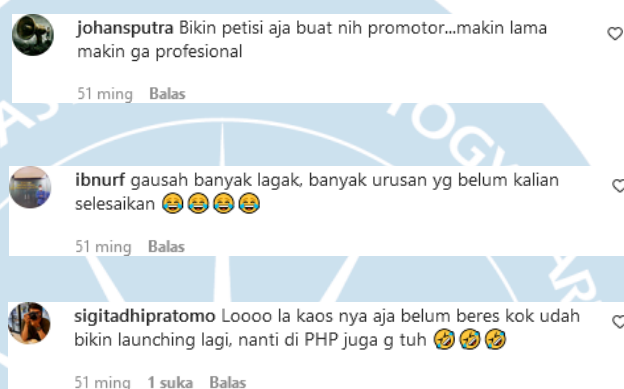 johansputra Bikin petisi aja buat nih promotor...makin lama
makin ga profesional
51 ming Balas
ibnurf gausah banyak lagak, banyak urusan yg belum kalian
selesaikan 😂😂😂😂
51 ming Balas
sigitadhipratomo Loooo la kaos nya aja belum beres kok udah
bikin launching lagi, nanti di PHP juga g tuh 🤣🤣🤣
51 ming 1 suka Balas